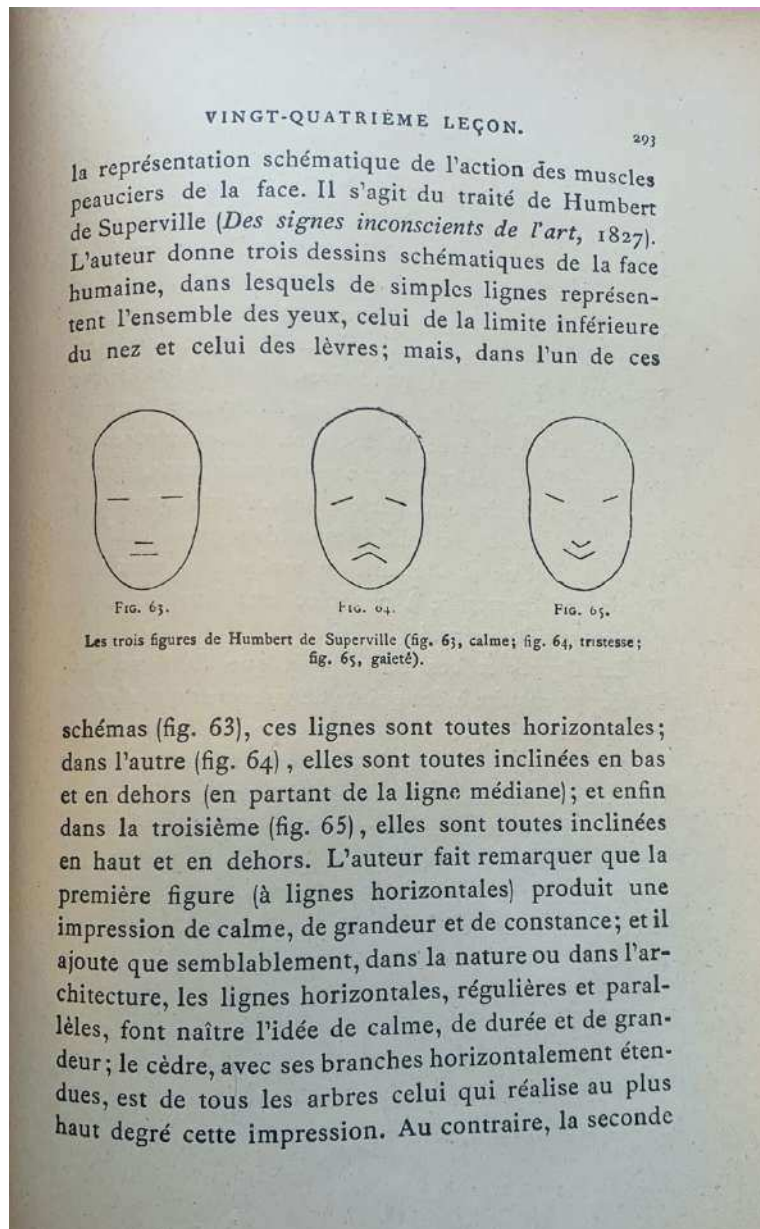 VINGT-QUATRIÈME LEÇON.
293
la représentation schématique de l'action des muscles
peauciers de la face. Il s'agit du traité de Humbert
de Superville (Des signes inconscients de l'art, 1827).
L'auteur donne trois dessins schématiques de la face
humaine, dans lesquels de simples lignes représen-
tent l'ensemble des yeux, celui de la limite inférieure
du nez et celui des lèvres; mais, dans l'un de ces
FIG. 63.
FIG. 64.
FIG. 65.
Les trois figures de Humbert de Superville (fig. 63, calme; fig. 64, tristesse;
fig. 65, gaieté).
schémas (fig. 63), ces lignes sont toutes horizontales;
dans l'autre (fig. 64), elles sont toutes inclinées en bas
et en dehors (en partant de la ligne médiane); et enfin
dans la troisième (fig. 65), elles sont toutes inclinées
en haut et en dehors. L'auteur fait remarquer que la
première figure (à lignes horizontales) produit une
impression de calme, de grandeur et de constance; et il
ajoute que semblablement, dans la nature ou dans l'ar-
chitecture, les lignes horizontales, régulières et paral-
lèles, font naître l'idée de calme, de durée et de gran-
deur; le cèdre, avec ses branches horizontalement éten-
dues, est de tous les arbres celui qui réalise au plus
haut degré cette impression. Au contraire, la seconde